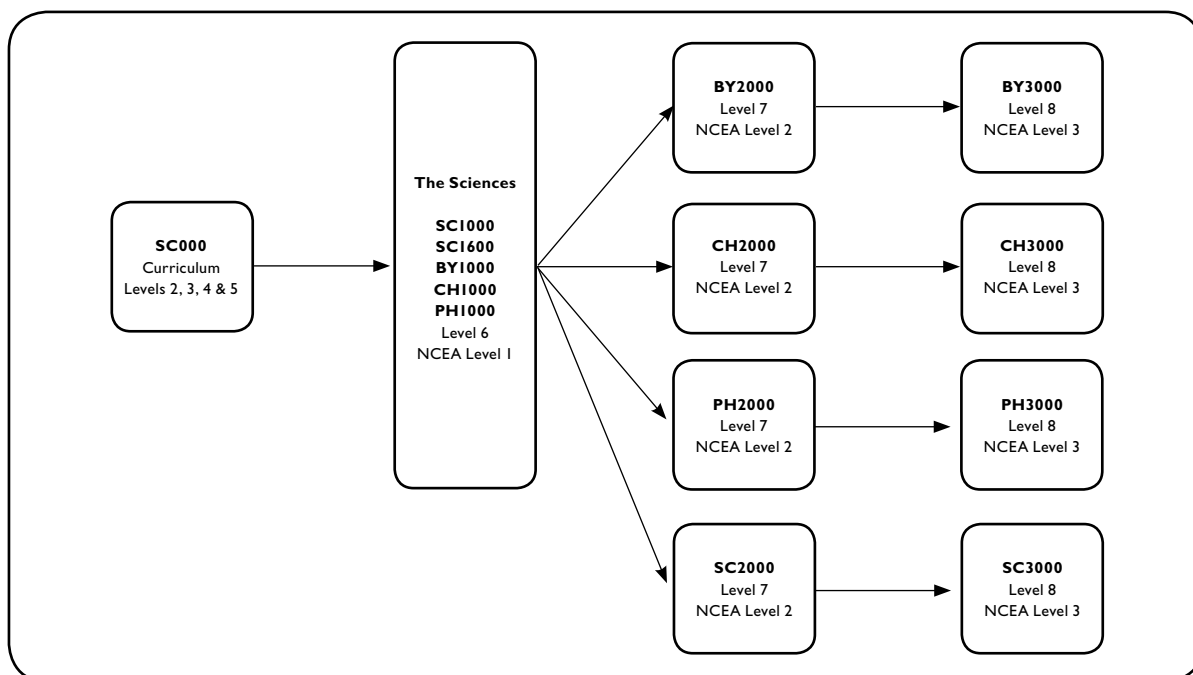 SC000
Curriculum
Levels 2, 3, 4 & 5
The Sciences
SC1000
SC1600
BY1000
CH1000
PH1000
Level 6
NCEA Level 1
BY2000
Level 7
NCEA Level 2
BY3000
Level 8
NCEA Level 3
CH2000
Level 7
NCEA Level 2
CH3000
Level 8
NCEA Level 3
PH2000
Level 7
NCEA Level 2
PH3000
Level 8
NCEA Level 3
SC2000
Level 7
NCEA Level 2
SC3000
Level 8
NCEA Level 3